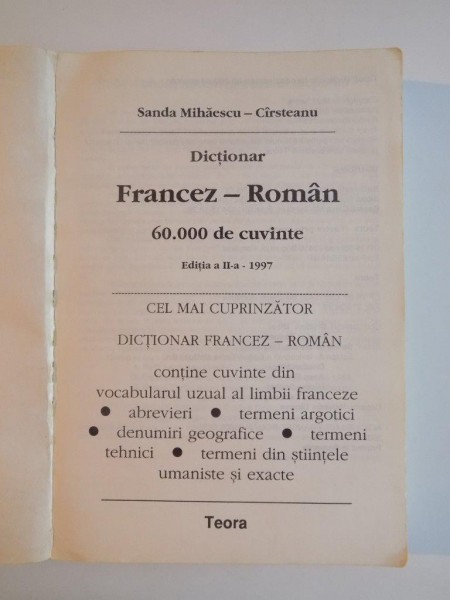 Sanda Mihăescu – Cîrsteanu
Dicționar
Francez – Român
60.000 de cuvinte
Ediția a II-a - 1997
CEL MAI CUPRINZĂTOR
DICȚIONAR FRANCEZ – ROMÂN
conține cuvinte din
vocabularul uzual al limbii franceze
● abrevieri ● termeni argotici
● denumiri geografice ● termeni
tehnici ● termeni din științele
umaniste și exacte
Teora